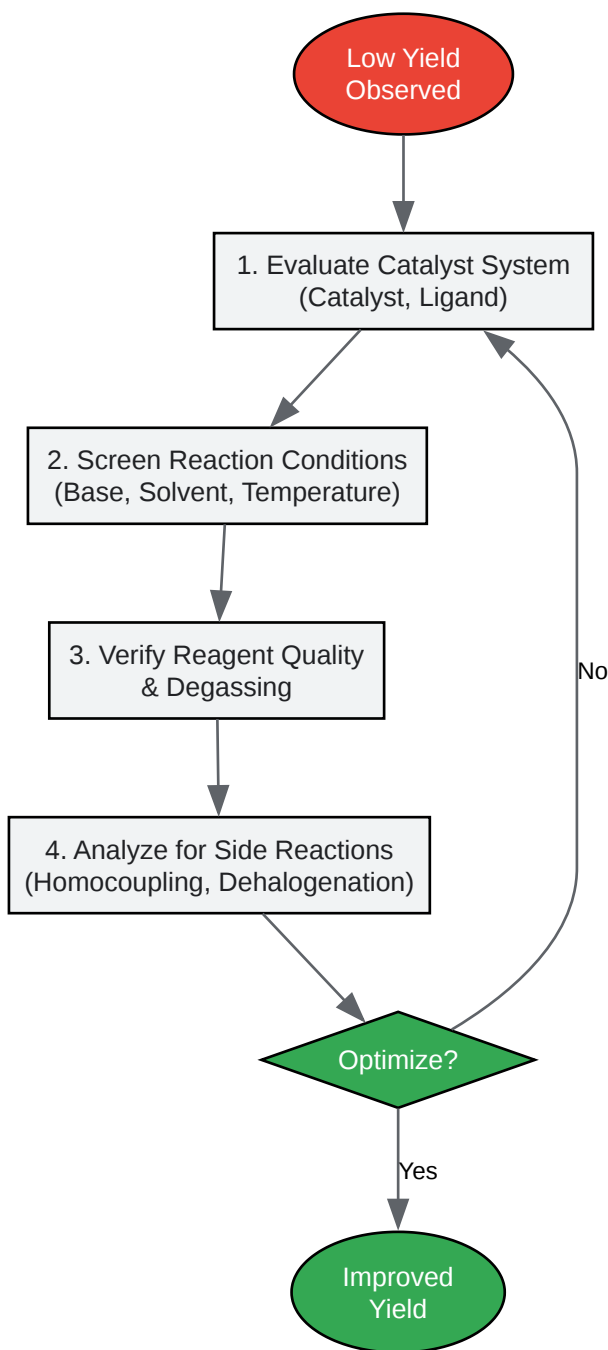 Low Yield
Observed
1. Evaluate Catalyst System
(Catalyst, Ligand)
2. Screen Reaction Conditions
(Base, Solvent, Temperature)
3. Verify Reagent Quality
& Degassing
No
4. Analyze for Side Reactions
(Homocoupling, Dehalogenation)
Optimize?
Yes
Improved
Yield